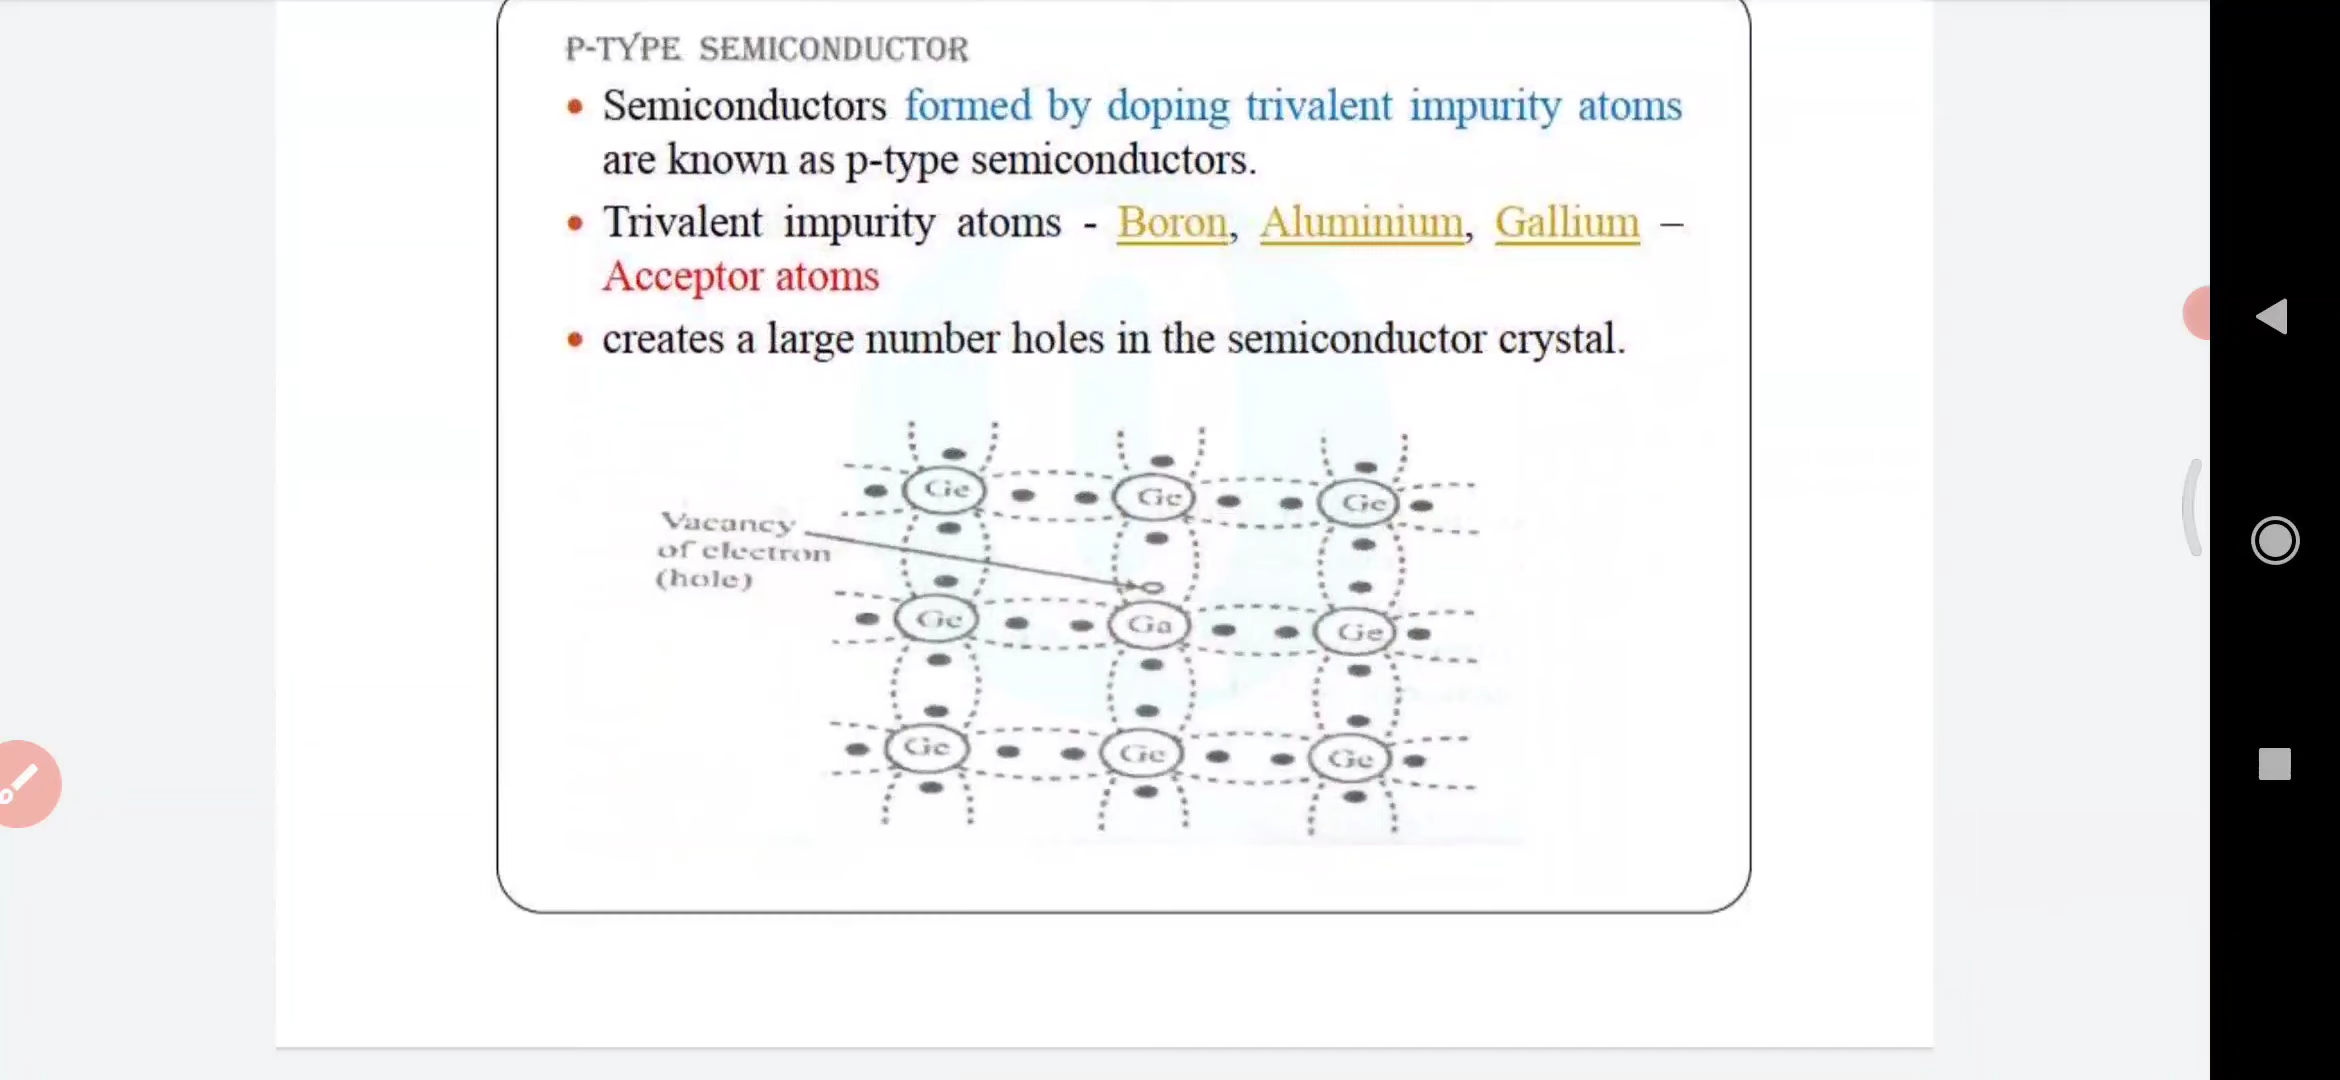 P-TYPE SEMICONDUCTOR
• Semiconductors formed by doping trivalent impurity atoms
are known as p-type semiconductors.
• Trivalent impurity atoms - Boron, Aluminium, Gallium –
Acceptor atoms
• creates a large number holes in the semiconductor crystal.
Ge Ge Ge
Vacancy
of electron
(hole)
Ge Ga Ge
Ge Ge Ge